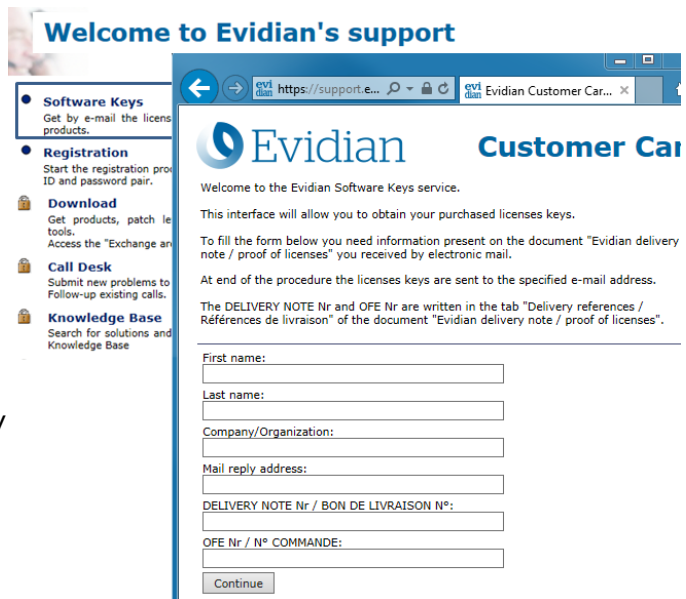 Welcome to Evidian's support
Software Keys
Get by e-mail the licens
products.
Registration
Start the registration pro
ID and password pair.
Download
Get products, patch le
tools.
Access the "Exchange an
Call Desk
Submit new problems to
Follow-up existing calls.
Knowledge Base
Search for solutions and
Knowledge Base
y
evi dian https://support.e...
evi dian Evidian Customer Car... ×
Evidian
Customer Car
Welcome to the Evidian Software Keys service.
This interface will allow you to obtain your purchased licenses keys.
To fill the form below you need information present on the document "Evidian delivery
note / proof of licenses" you received by electronic mail.
At end of the procedure the licenses keys are sent to the specified e-mail address.
The DELIVERY NOTE Nr and OFE Nr are written in the tab "Delivery references /
Références de livraison" of the document "Evidian delivery note / proof of licenses".
First name:
Last name:
Company/Organization:
Mail reply address:
DELIVERY NOTE Nr / BON DE LIVRAISON N°:
OFE Nr / N° COMMANDE:
Continue